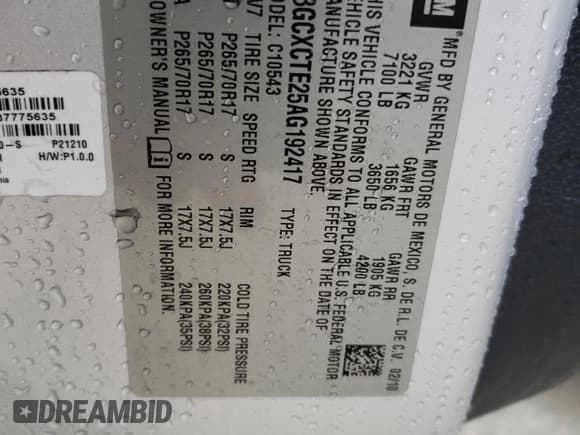 GM
MFD BY GENERAL MOTORS DE MEXICO, S. DE R.L. DE C.V. 02/10
GVWR GAWR FRT GAWR RR
3221 KG 1656 KG 1905 KG
7100 LB 3650 LB 4200 LB
THIS VEHICLE CONFORMS TO ALL APPLICABLE U.S. FEDERAL MOTOR
VEHICLE SAFETY STANDARDS IN EFFECT ON THE DATE OF
MANUFACTURE SHOWN ABOVE.
3GCXCTE25AG192417 TYPE: TRUCK
C10543
TIRE SIZE SPEED RTG RIM COLD TIRE PRESSURE
P265/70R17 17X7.5J 220KPA(32PSI)
P265/70R17 17X7.5J 260KPA(38PSI)
P265/70R17 17X7.5J 240KPA(35PSI)
OWNER'S MANUAL FOR MORE INFORMATION
5635
87775635
P21210
H/W:P1.0.0
DREAMBID